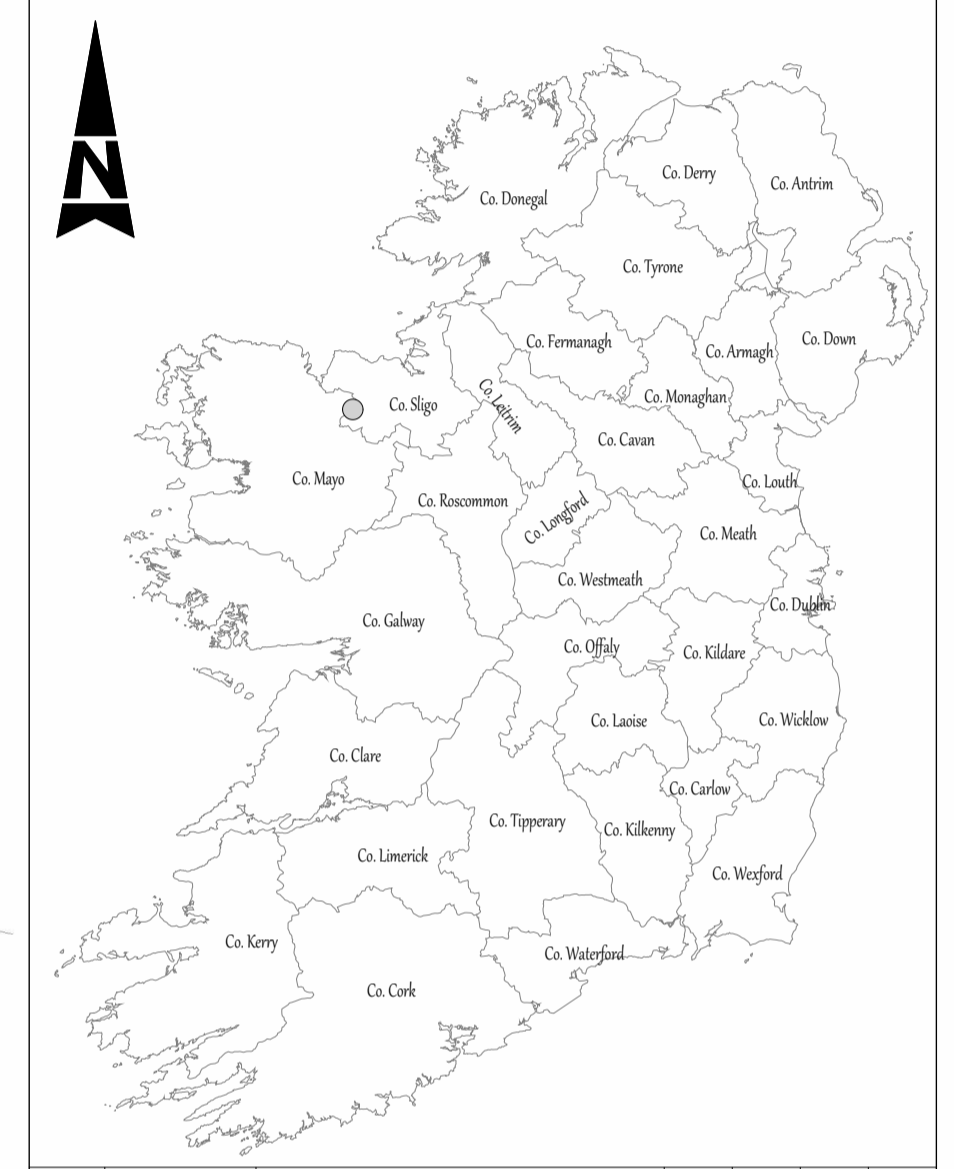 N
Co. Derry
Co. Antrim
Co. Donegal
Co. Tyrone
Co. Fermanagh
Co. Down
Co. Armagh
Co. Monaghan
Co. Leitrim
Co. Sligo
Co. Cavan
Co. Mayo
Co. Louth
Co. Roscommon
Co. Longford
Co. Meath
Co. Westmeath
Co. Dublin
Co. Galway
Co. Offaly
Co. Kildare
Co. Laoise
Co. Wicklow
Co. Clare
Co. Carlow
Co. Tipperary
Co. Kilkenny
Co. Limerick
Co. Wexford
Co. Kerry
Co. Waterford
Co. Cork